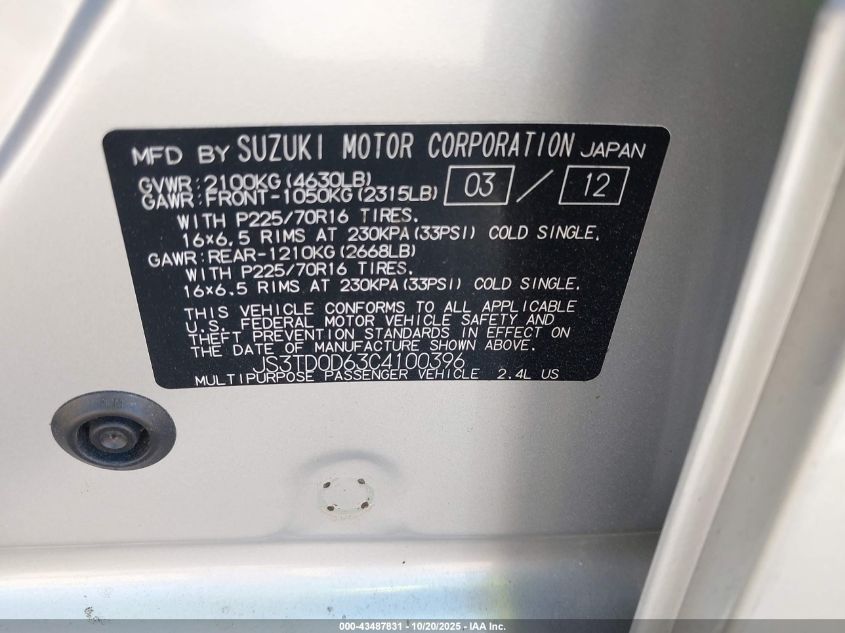 MFD BY SUZUKI MOTOR CORPORATION JAPAN
GVWR:2100KG(4630LB)
GAWR:FRONT-1050KG(2315LB) 03 / 12
WITH P225/70R16 TIRES.
16×6.5 RIMS AT 230KPA(33PSI) COLD SINGLE.
GAWR:REAR-1210KG(2668LB)
WITH P225/70R16 TIRES.
16×6.5 RIMS AT 230KPA(33PSI) COLD SINGLE.
THIS VEHICLE CONFORMS TO ALL APPLICABLE
U.S. FEDERAL MOTOR VEHICLE SAFETY AND
THEFT PREVENTION STANDARDS IN EFFECT ON
THE DATE OF MANUFACTURE SHOWN ABOVE.
JS3TD0D63C4100396
MULTIPURPOSE PASSENGER VEHICLE 2.4L US
000-43487831 - 10/20/2025 - IAA Inc.